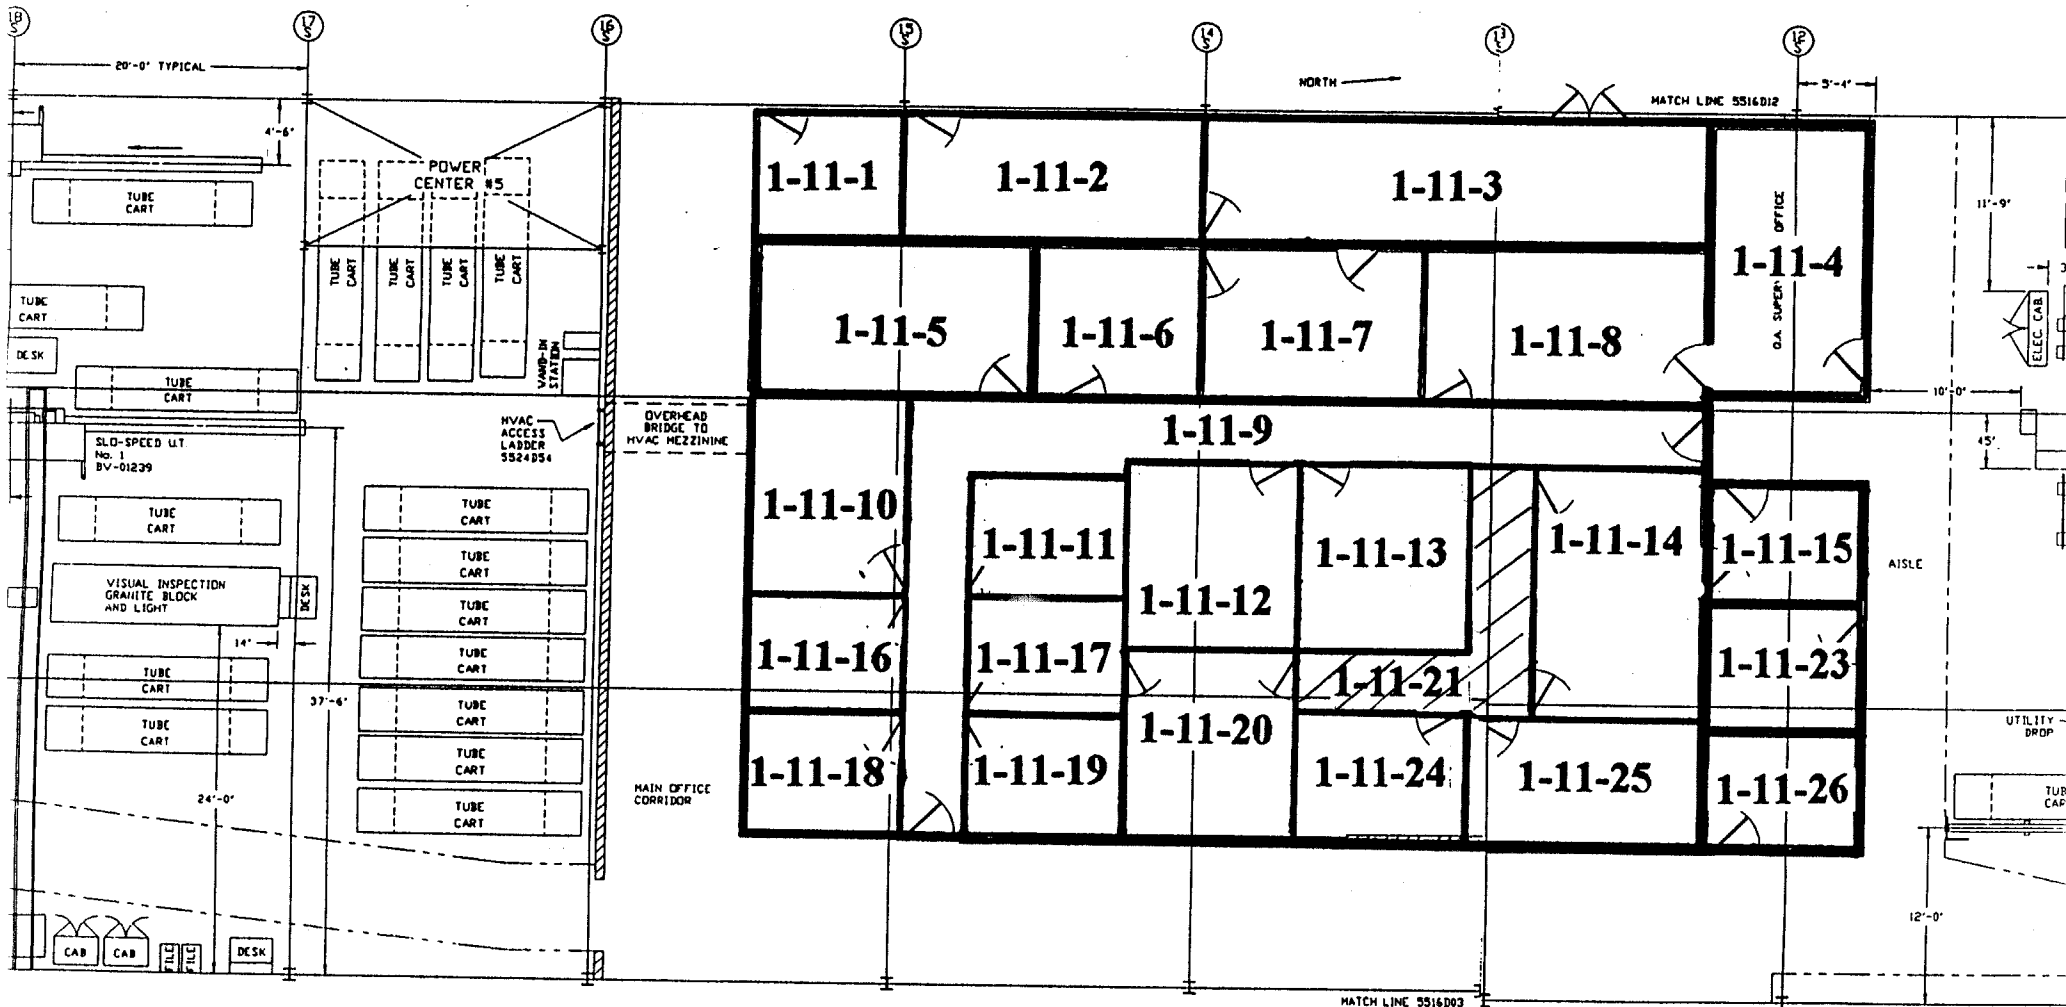 18
S
17
S
16
S
15
S
14
S
13
S
12
S
20'-0" TYPICAL
NORTH
5'-4"
MATCH LINE 5516D12
4'-6"
POWER
CENTER #5
TUBE
CART
TUBE
CART
TUBE
CART
TUBE
CART
TUBE
CART
TUBE
CART
DESK
TUBE
CART
WAND-IN
STATION
HVAC
ACCESS
LADDER
5524D54
OVERHEAD
BRIDGE TO
HVAC MEZZININE
SLO-SPEED U.T.
No. 1
BV-01239
TUBE
CART
VISUAL INSPECTION
GRANITE BLOCK
AND LIGHT
DESK
14"
TUBE
CART
TUBE
CART
37'-6"
24'-0"
TUBE
CART
TUBE
CART
TUBE
CART
TUBE
CART
TUBE
CART
TUBE
CART
TUBE
CART
CAB
CAB
FILE
FILE
DESK
MAIN OFFICE
CORRIDOR
1-11-1
1-11-2
1-11-3
1-11-4
Q.A. SUPERV OFFICE
1-11-5
1-11-6
1-11-7
1-11-8
1-11-9
1-11-10
1-11-11
1-11-12
1-11-13
1-11-14
1-11-15
1-11-16
1-11-17
1-11-18
1-11-19
1-11-20
1-11-21
1-11-23
1-11-24
1-11-25
1-11-26
11'-9"
3
ELEC. CAB.
10'-0"
45"
AISLE
UTILITY
DROP
TUB
CAR
12'-0"
MATCH LINE 5516D03